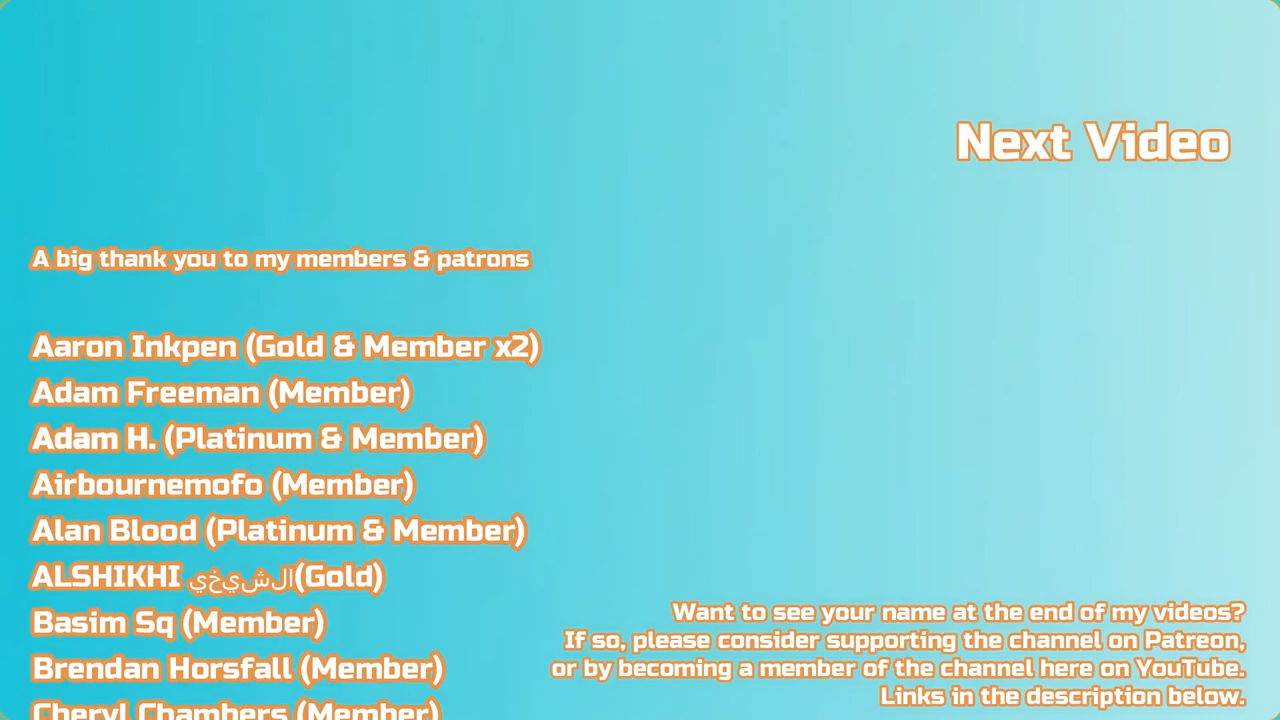 Next Video
A big thank you to my members & patrons
Aaron Inkpen (Gold & Member x2)
Adam Freeman (Member)
Adam H. (Platinum & Member)
Airbournemofo (Member)
Alan Blood (Platinum & Member)
ALSHIKHI الشيخي(Gold)
Basim Sq (Member)
Brendan Horsfall (Member)
Cheryl Chambers (Member)
Want to see your name at the end of my videos?
If so, please consider supporting the channel on Patreon,
or by becoming a member of the channel here on YouTube.
Links in the description below.